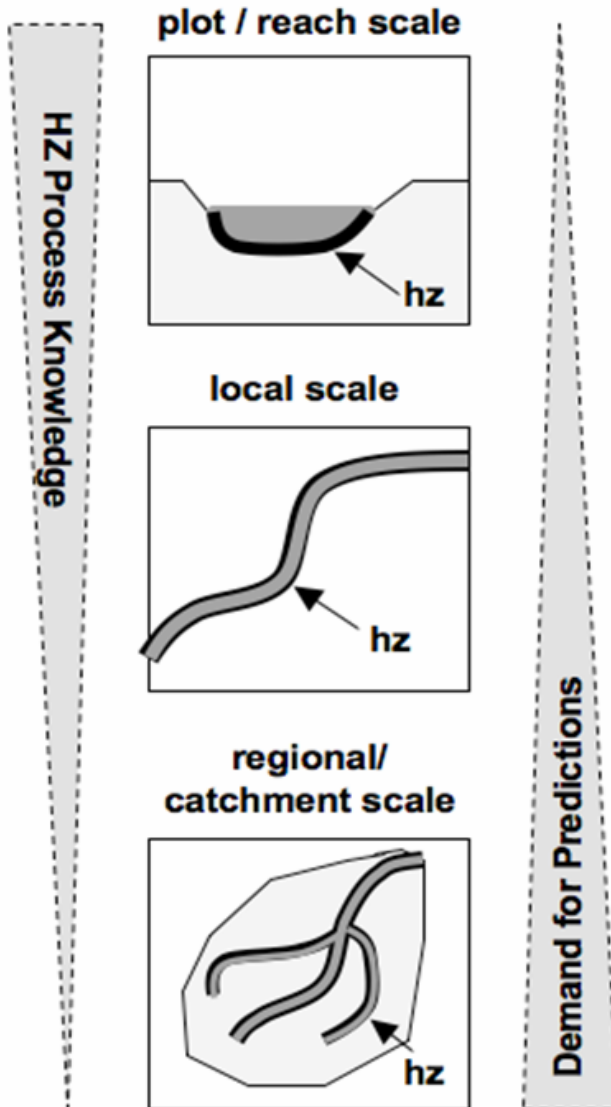 plot / reach scale
HZ Process Knowledge
hz
local scale
hz
regional/
catchment scale
Demand for Predictions
hz